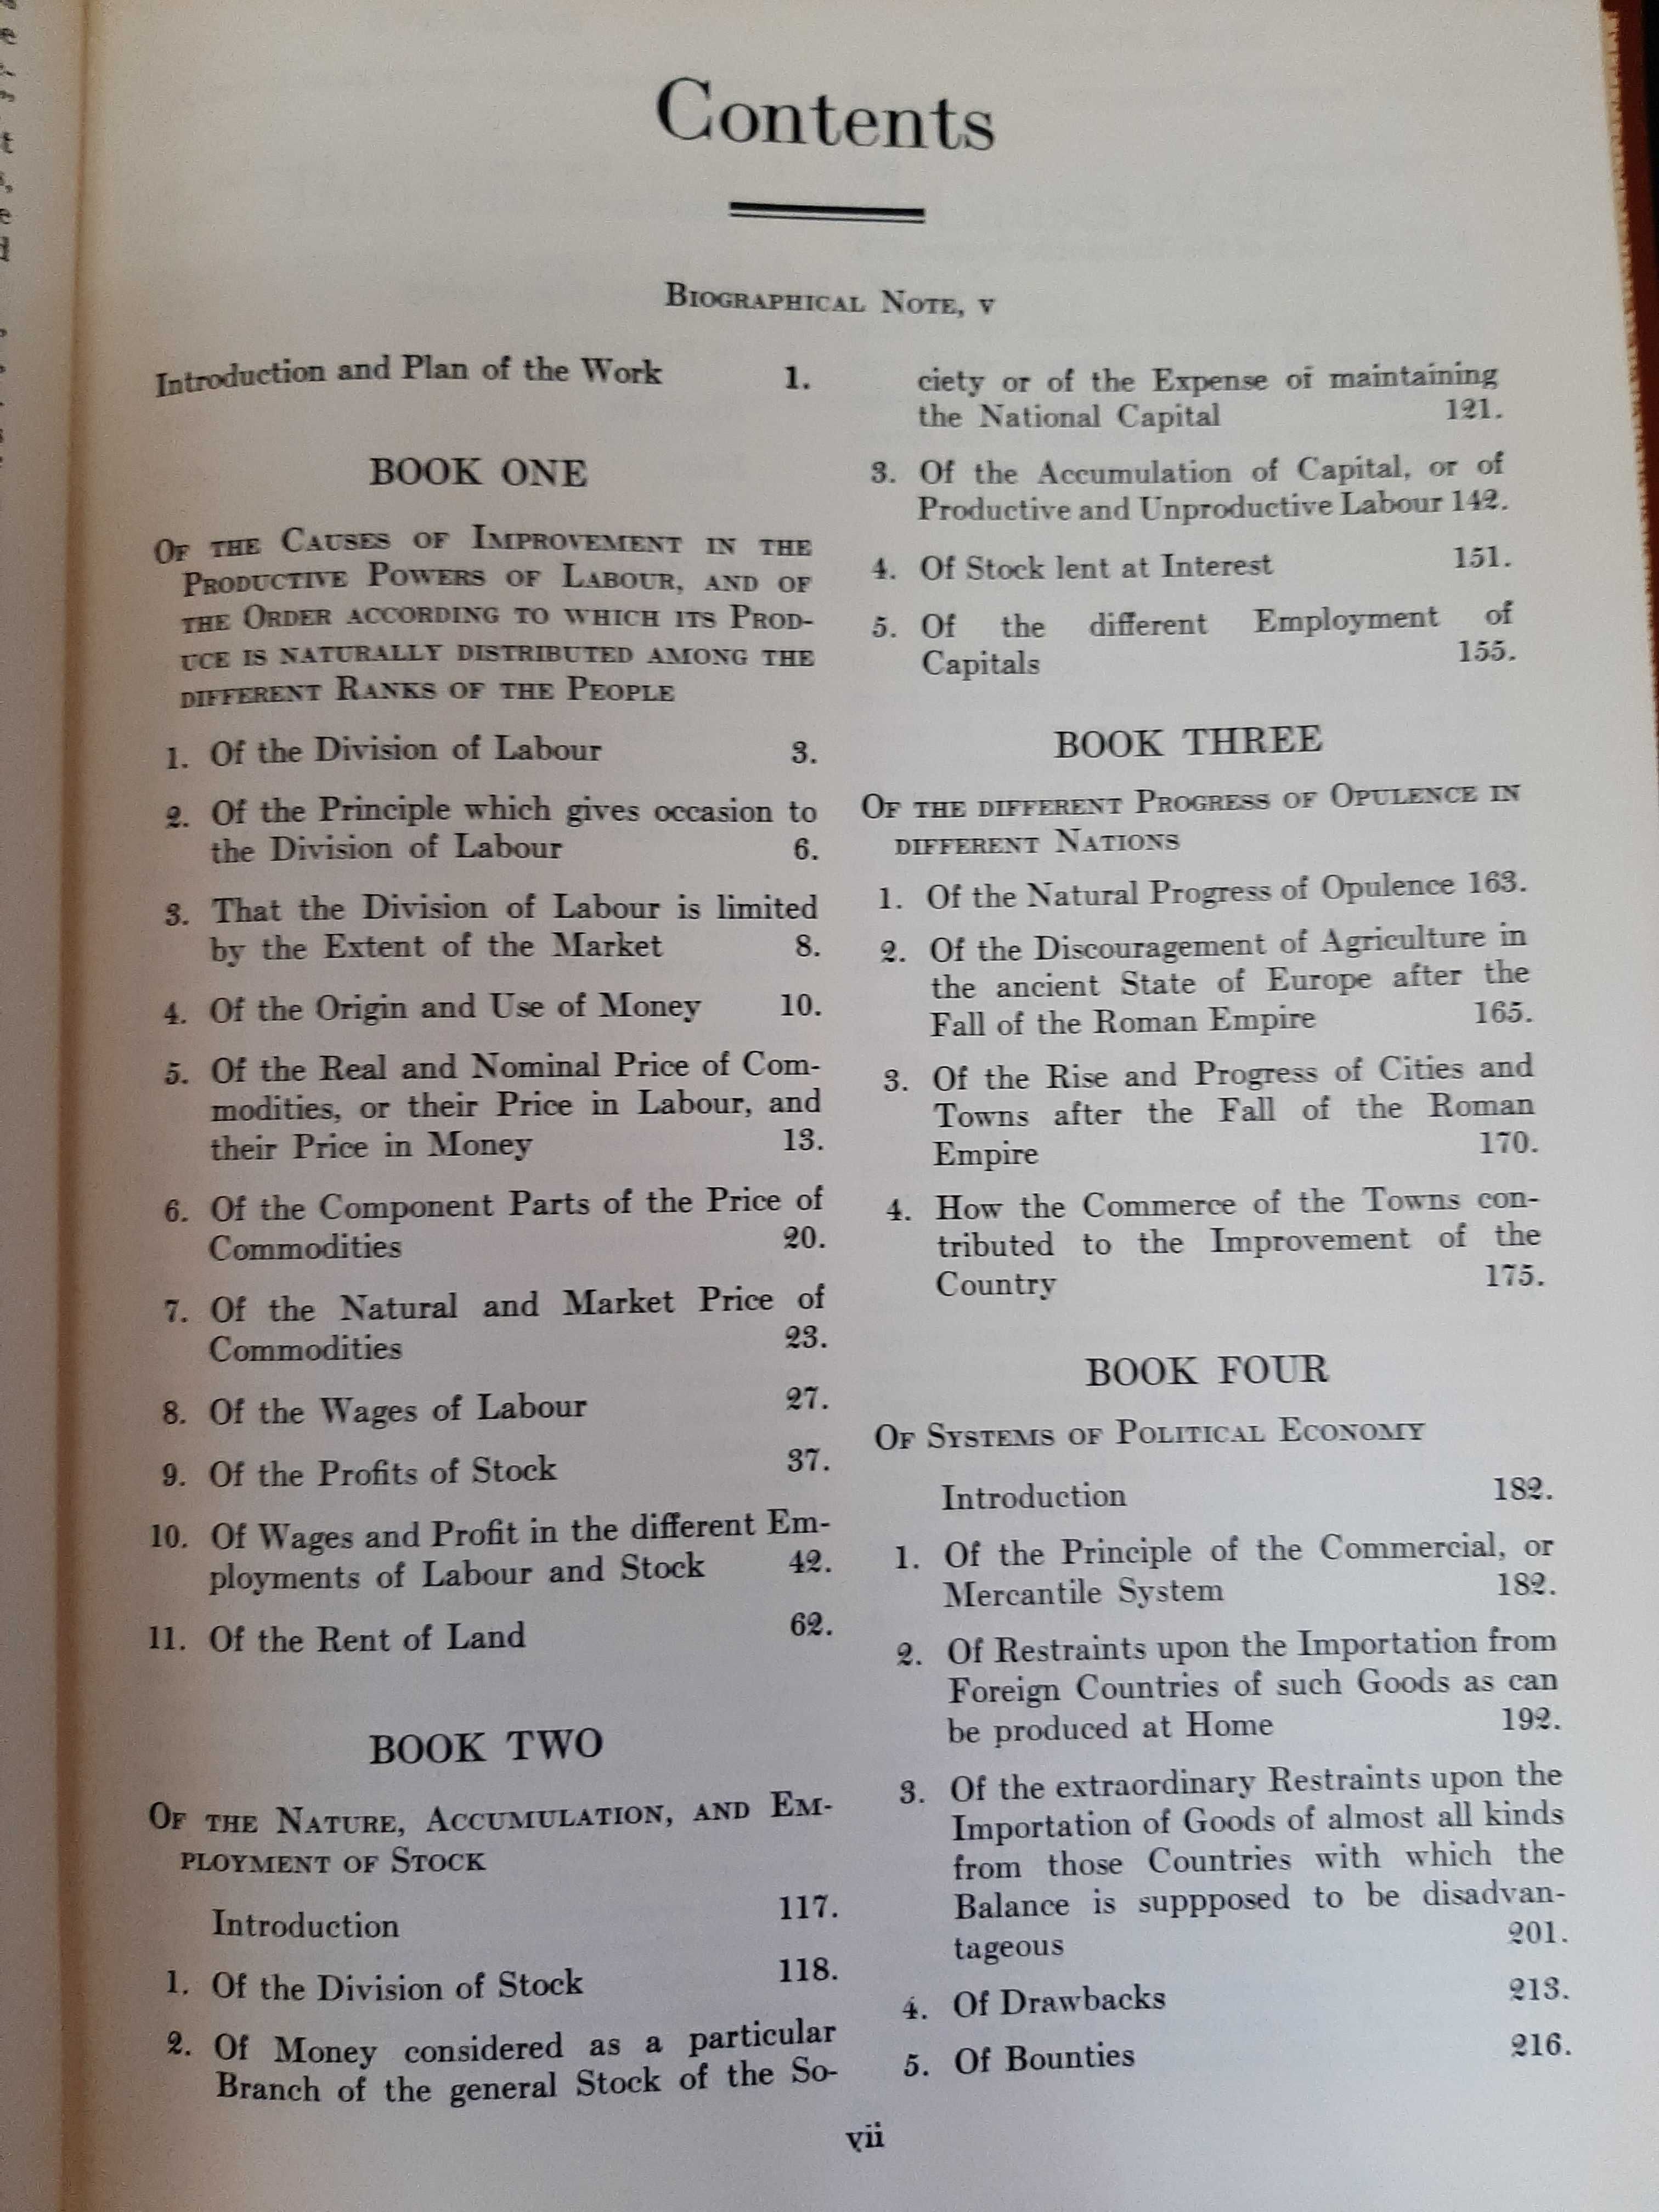 Contents
Biographical Note, v
Introduction and Plan of the Work 1.
BOOK ONE
Of the Causes of Improvement in the
Productive Powers of Labour, and of
the Order according to which its Prod-
uce is naturally distributed among the
different Ranks of the People
1. Of the Division of Labour 3.
2. Of the Principle which gives occasion to
the Division of Labour 6.
3. That the Division of Labour is limited
by the Extent of the Market 8.
4. Of the Origin and Use of Money 10.
5. Of the Real and Nominal Price of Com-
modities, or their Price in Labour, and
their Price in Money 13.
6. Of the Component Parts of the Price of
Commodities 20.
7. Of the Natural and Market Price of
Commodities 23.
8. Of the Wages of Labour 27.
9. Of the Profits of Stock 37.
10. Of Wages and Profit in the different Em-
ployments of Labour and Stock 42.
11. Of the Rent of Land 62.
BOOK TWO
Of the Nature, Accumulation, and Em-
ployment of Stock
Introduction 117.
1. Of the Division of Stock 118.
2. Of Money considered as a particular
Branch of the general Stock of the So-
ciety or of the Expense of maintaining
the National Capital 121.
3. Of the Accumulation of Capital, or of
Productive and Unproductive Labour 142.
4. Of Stock lent at Interest 151.
5. Of the different Employment of
Capitals 155.
BOOK THREE
Of the different Progress of Opulence in
different Nations
1. Of the Natural Progress of Opulence 163.
2. Of the Discouragement of Agriculture in
the ancient State of Europe after the
Fall of the Roman Empire 165.
3. Of the Rise and Progress of Cities and
Towns after the Fall of the Roman
Empire 170.
4. How the Commerce of the Towns con-
tributed to the Improvement of the
Country 175.
BOOK FOUR
Of Systems of Political Economy
Introduction 182.
1. Of the Principle of the Commercial, or
Mercantile System 182.
2. Of Restraints upon the Importation from
Foreign Countries of such Goods as can
be produced at Home 192.
3. Of the extraordinary Restraints upon the
Importation of Goods of almost all kinds
from those Countries with which the
Balance is suppposed to be disadvan-
tageous 201.
4. Of Drawbacks 213.
5. Of Bounties 216.
vii